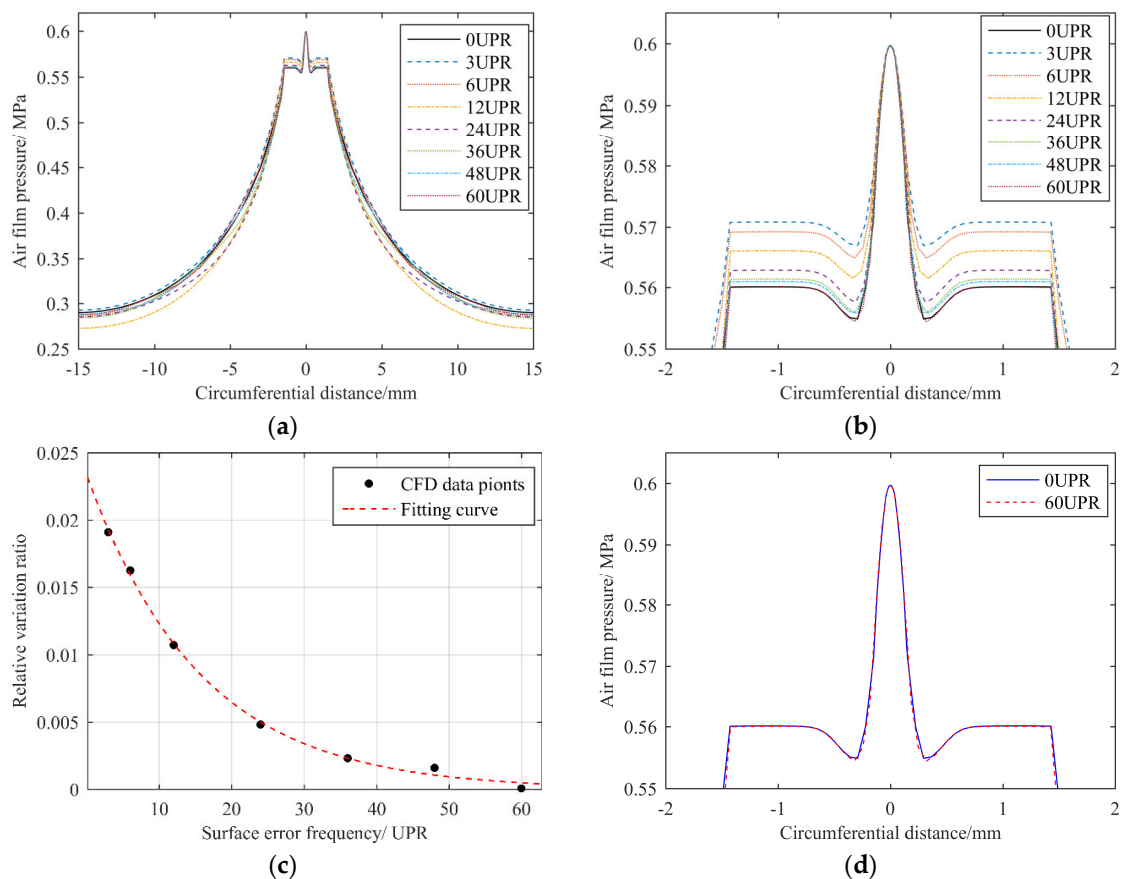 0.6
0.55
0.5
0.45
0.4
0.35
0.3
0.25
Air film pressure/ MPa
-15
-10
-5
0
5
10
15
Circumferential distance/mm
0UPR
3UPR
6UPR
12UPR
24UPR
36UPR
48UPR
60UPR
(a)
0.6
0.59
0.58
0.57
0.56
0.55
Air film pressure/ MPa
-2
-1
0
1
2
Circumferential distance/mm
0UPR
3UPR
6UPR
12UPR
24UPR
36UPR
48UPR
60UPR
(b)
0.025
0.02
0.015
0.01
0.005
0
Relative variation ratio
10
20
30
40
50
60
Surface error frequency/ UPR
CFD data pionts
Fitting curve
(c)
0.6
0.59
0.58
0.57
0.56
0.55
Air film pressure/ MPa
-2
-1
0
1
2
Circumferential distance/mm
0UPR
60UPR
(d)